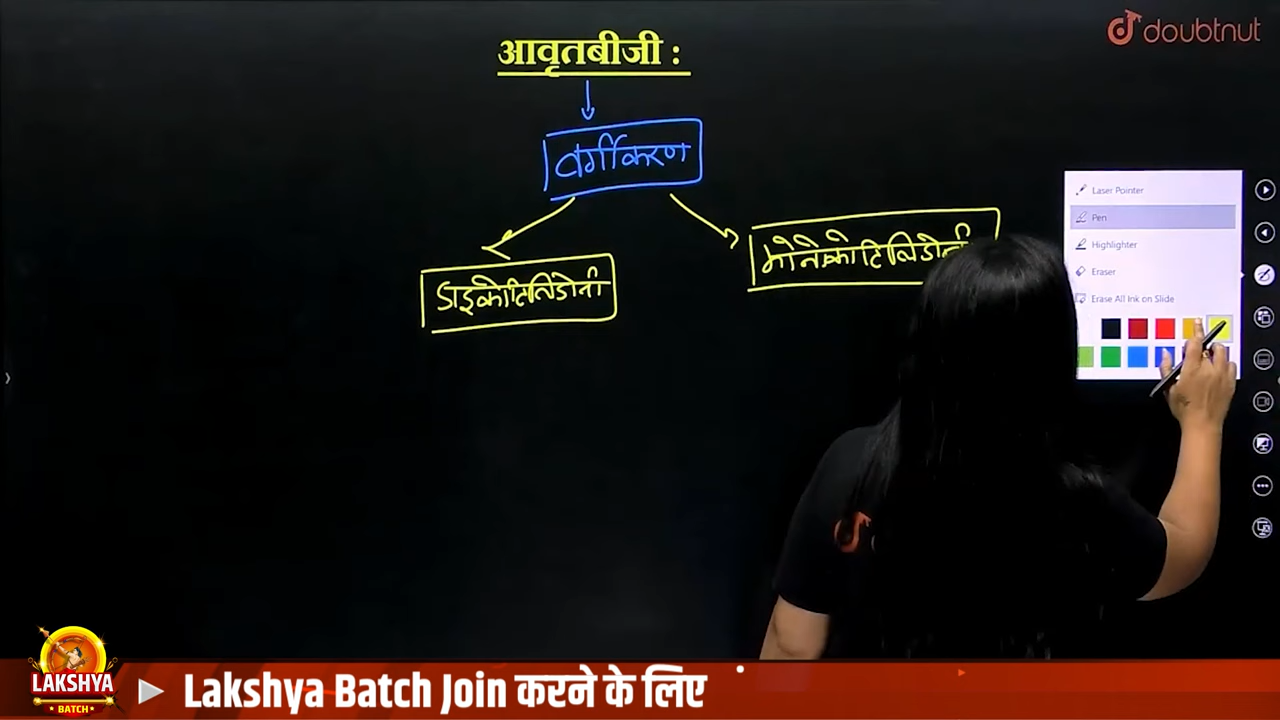 doubtnut
आवृतबीजी :
वर्गीकरण
डाइकोटिलिडोनी
मोनोकोटिलिडोनी
Laser Pointer
Pen
Highlighter
Eraser
Erase All Ink on Slide
LAKSHYA
BATCH
Lakshya Batch Join करने के लिए